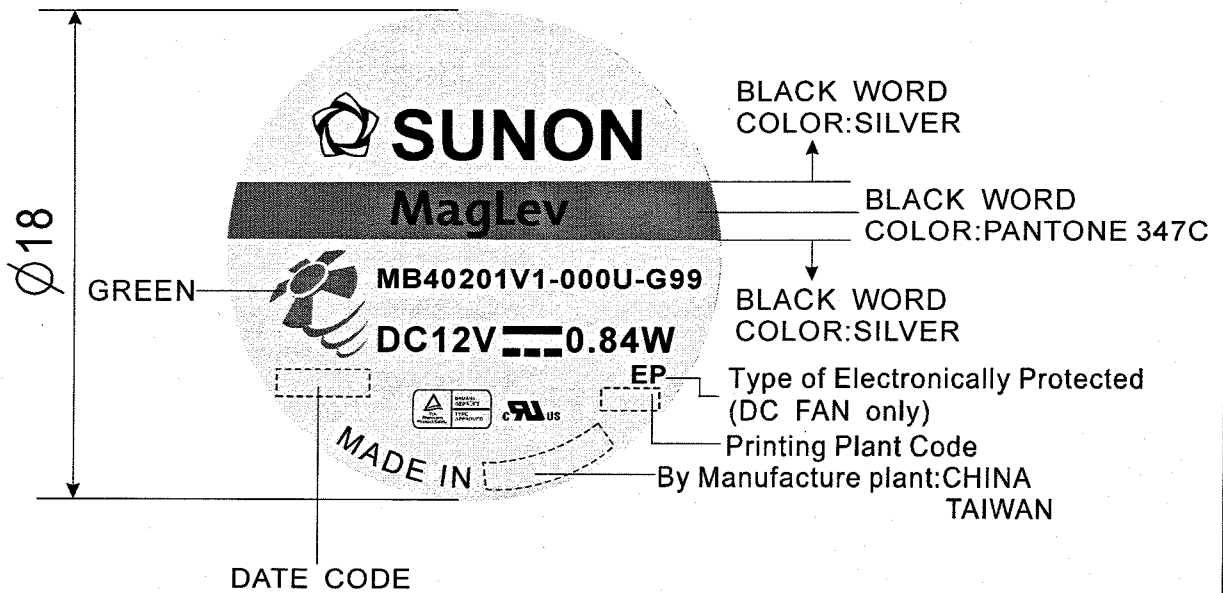 SUNON
MagLev
MB40201V1-000U-G99
DC12V 0.84W
EP
c RU US
MADE IN
Ø18
GREEN
DATE CODE
BLACK WORD
COLOR:SILVER
BLACK WORD
COLOR:PANTONE 347C
BLACK WORD
COLOR:SILVER
Type of Electronically Protected
(DC FAN only)
Printing Plant Code
By Manufacture plant:CHINA
TAIWAN